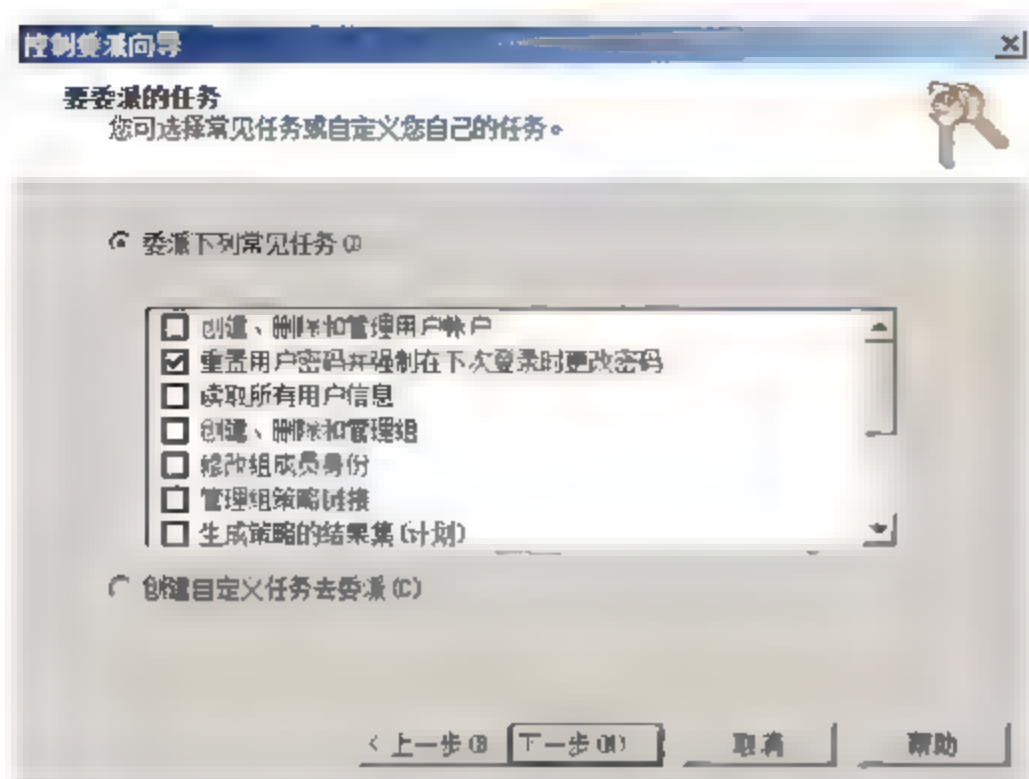 控制委派向导
要委派的任务
您可选择常见任务或自定义您自己的任务。
委派下列常见任务(D)
创建、删除和管理用户帐户
重置用户密码并强制在下次登录时更改密码
读取所有用户信息
创建、删除和管理组
修改组成员身份
管理组策略链接
生成策略的结果集(计划)
创建自定义任务去委派(C)
< 上一步(B) 下一步(N) > 取消 帮助